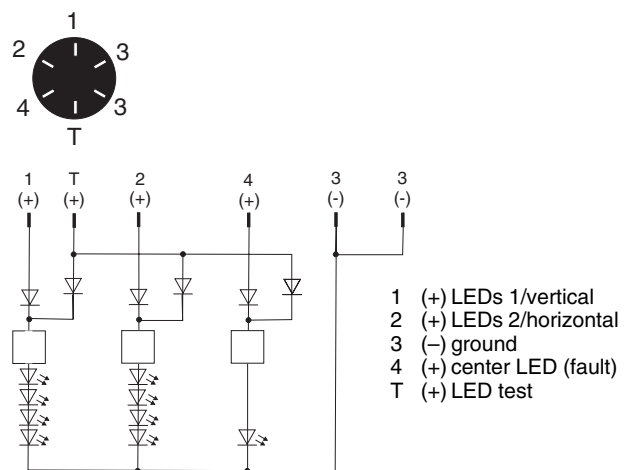 1
2 3
4 3
T
1 T 2 4 3 3
(+) (+) (+) (+) (-) (-)
1 (+) LEDs 1/vertical
2 (+) LEDs 2/horizontal
3 (–) ground
4 (+) center LED (fault)
T (+) LED test